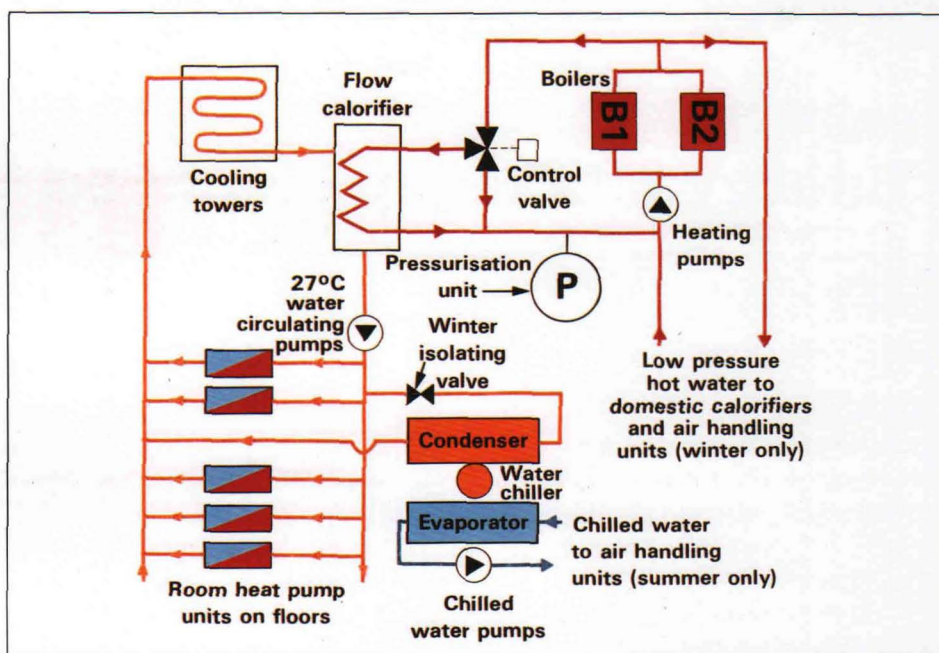 Flow
calorifier
Boilers
B1
B2
Cooling
towers
Control
valve
Heating
pumps
Pressurisation
unit
P
27ºC
water
circulating
pumps
Winter
isolating
valve
Low pressure
hot water to
domestic calorifiers
and air handling
units (winter only)
Condenser
Water
chiller
Evaporator
Chilled water
to air handling
units (summer only)
Room heat pump
units on floors
Chilled
water pumps